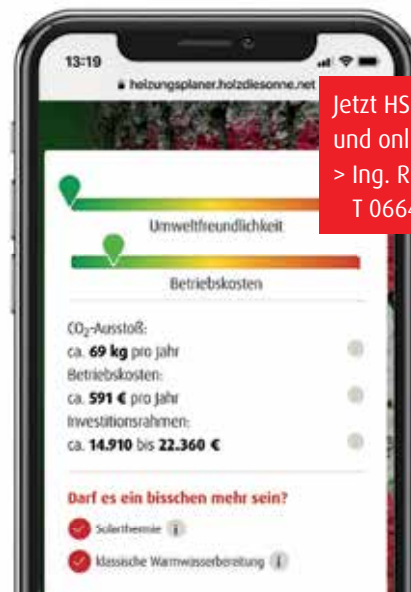 13:19
heizungsplaner.holzdiesonne.net
Jetzt HS
und onl
> Ing. R
T 0664
Umweltfreundlichkeit
Betriebskosten
CO₂-Ausstoß:
ca. 69 kg pro Jahr
Betriebskosten:
ca. 591 € pro Jahr
Investitionsrahmen:
ca. 14.910 bis 22.360 €
Darf es ein bisschen mehr sein?
Solarthermie i
klassische Warmwasserbereitung i